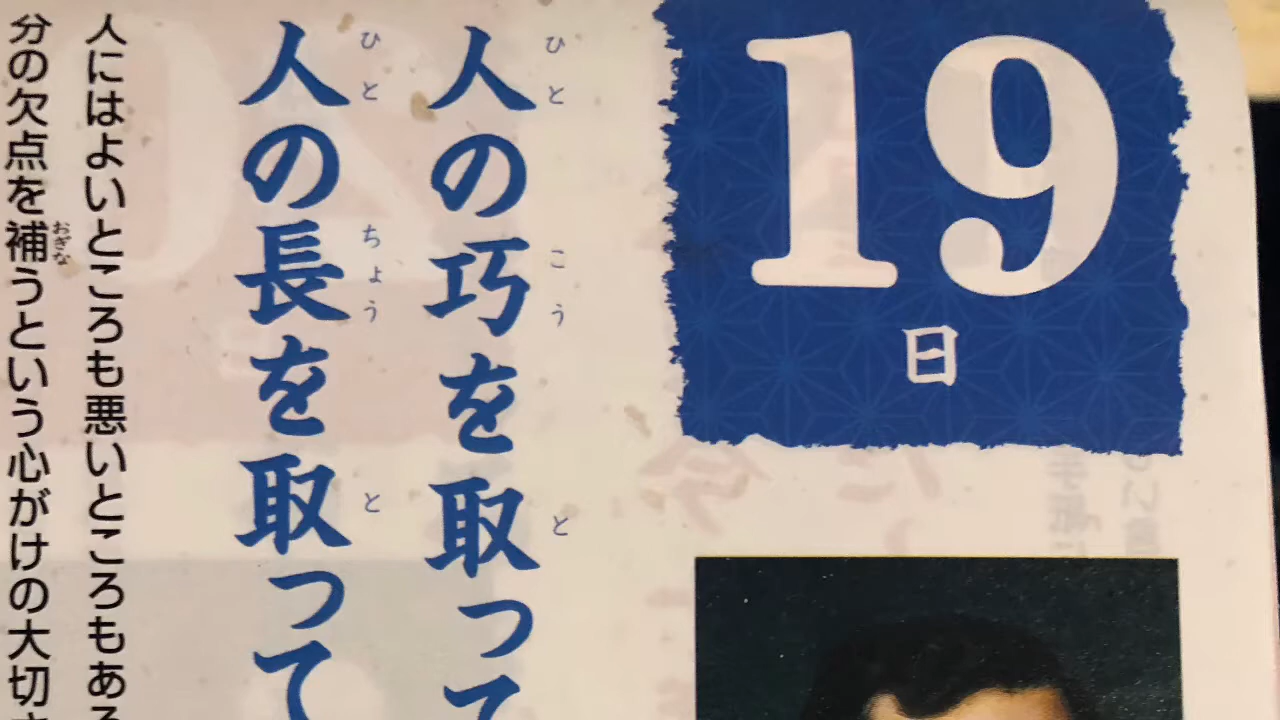 19
日
人の巧を取って
人の長を取って
人にはよいところも悪いところもある
分の欠点を補うという心がけの大切